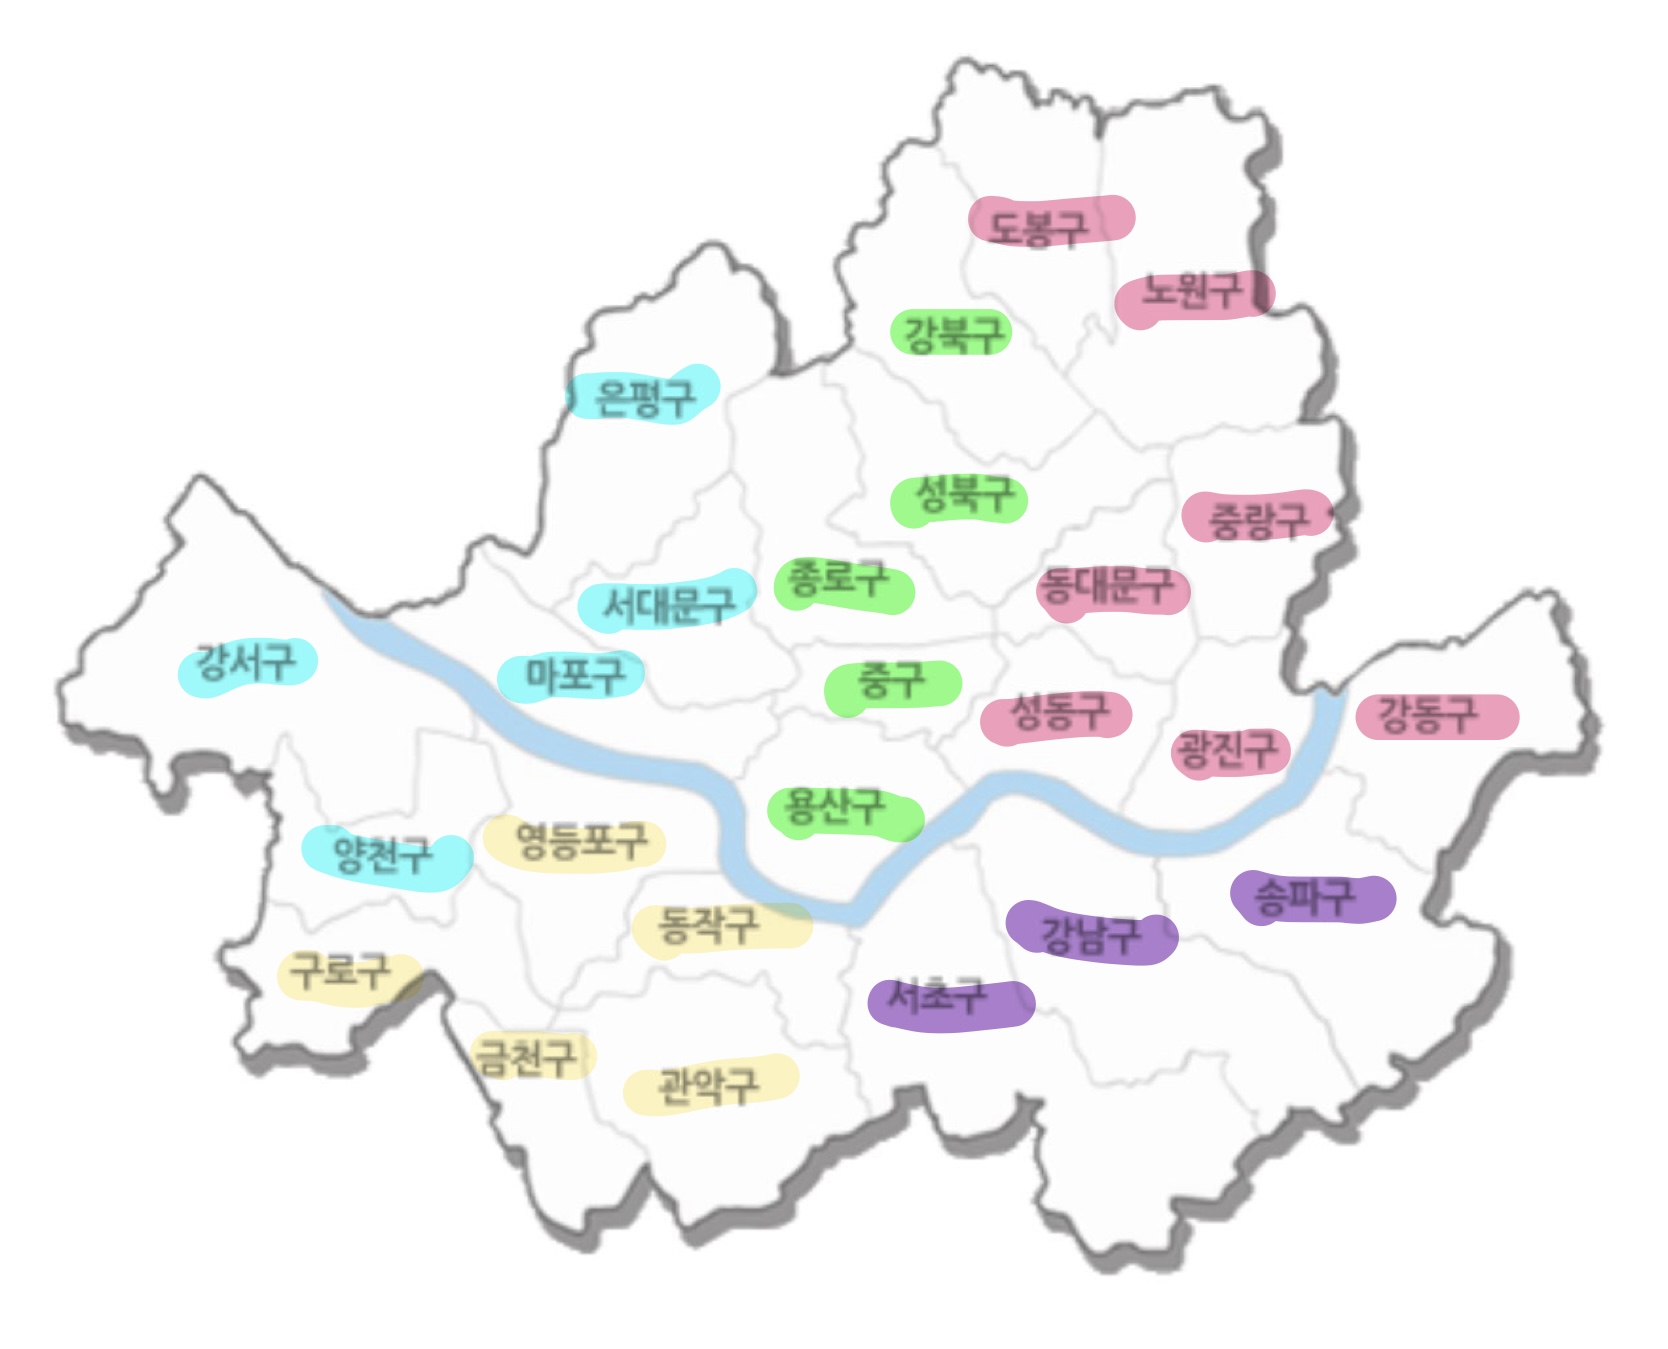 도봉구
노원구
강북구
은평구
성북구
중랑구
종로구
동대문구
서대문구
강서구
마포구
중구
성동구
강동구
광진구
용산구
영등포구
양천구
송파구
동작구
강남구
구로구
서초구
금천구
관악구